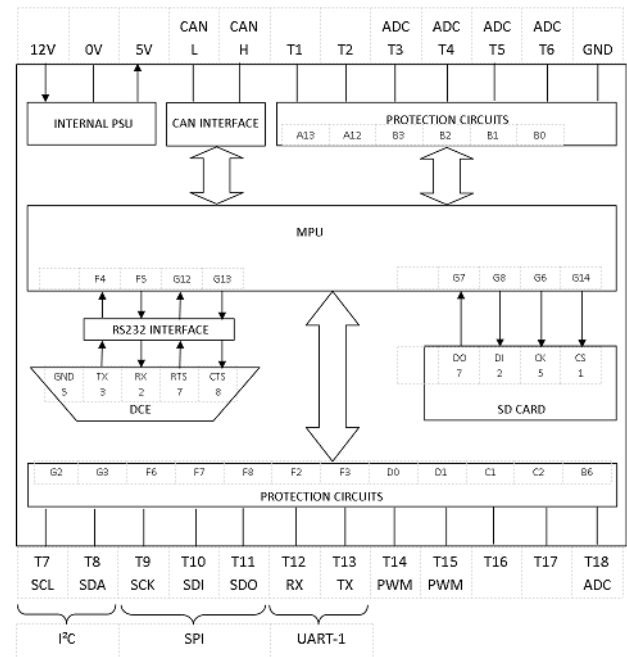 CAN CAN ADC ADC ADC ADC
12V 0V 5V L H T1 T2 T3 T4 T5 T6 GND
INTERNAL PSU
CAN INTERFACE
PROTECTION CIRCUITS
A13 A12 B3 B2 B1 B0
MPU
F4 F5 G12 G13
G7 G8 G6 G14
RS232 INTERFACE
GND TX RX RTS CTS
5 3 2 7 8
DCE
DO DI CK CS
7 2 5 1
SD CARD
G2 G3 F6 F7 F8 F2 F3 D0 D1 C1 C2 B6
PROTECTION CIRCUITS
T7 T8 T9 T10 T11 T12 T13 T14 T15 T16 T17 T18
SCL SDA SCK SDI SDO RX TX PWM PWM ADC
I²C SPI UART-1